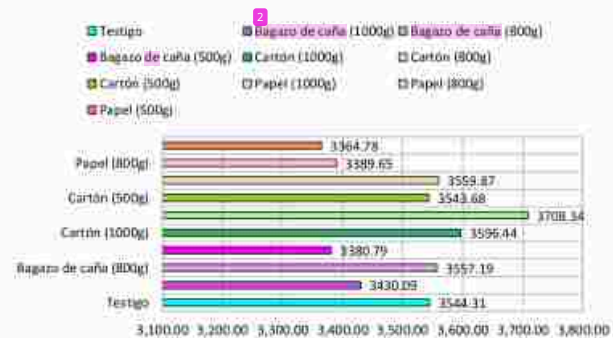 2
Testigo Bagazo de caña (1000g) Bagazo de caña (800g)
Bagazo de caña (500g) Cartón (1000g) Cartón (800g)
Cartón (500g) Papel (1000g) Papel (800g)
Papel (500g)
3364.78
Papel (800g) 3389.65
3559.87
Cartón (500g) 3543.68
3708.34
Cartón (1000g) 3596.44
3380.79
Bagazo de caña (800g) 3557.19
3430.09
Testigo 3544.31
3,100.00 3,200.00 3,300.00 3,400.00 3,500.00 3,600.00 3,700.00 3,800.00